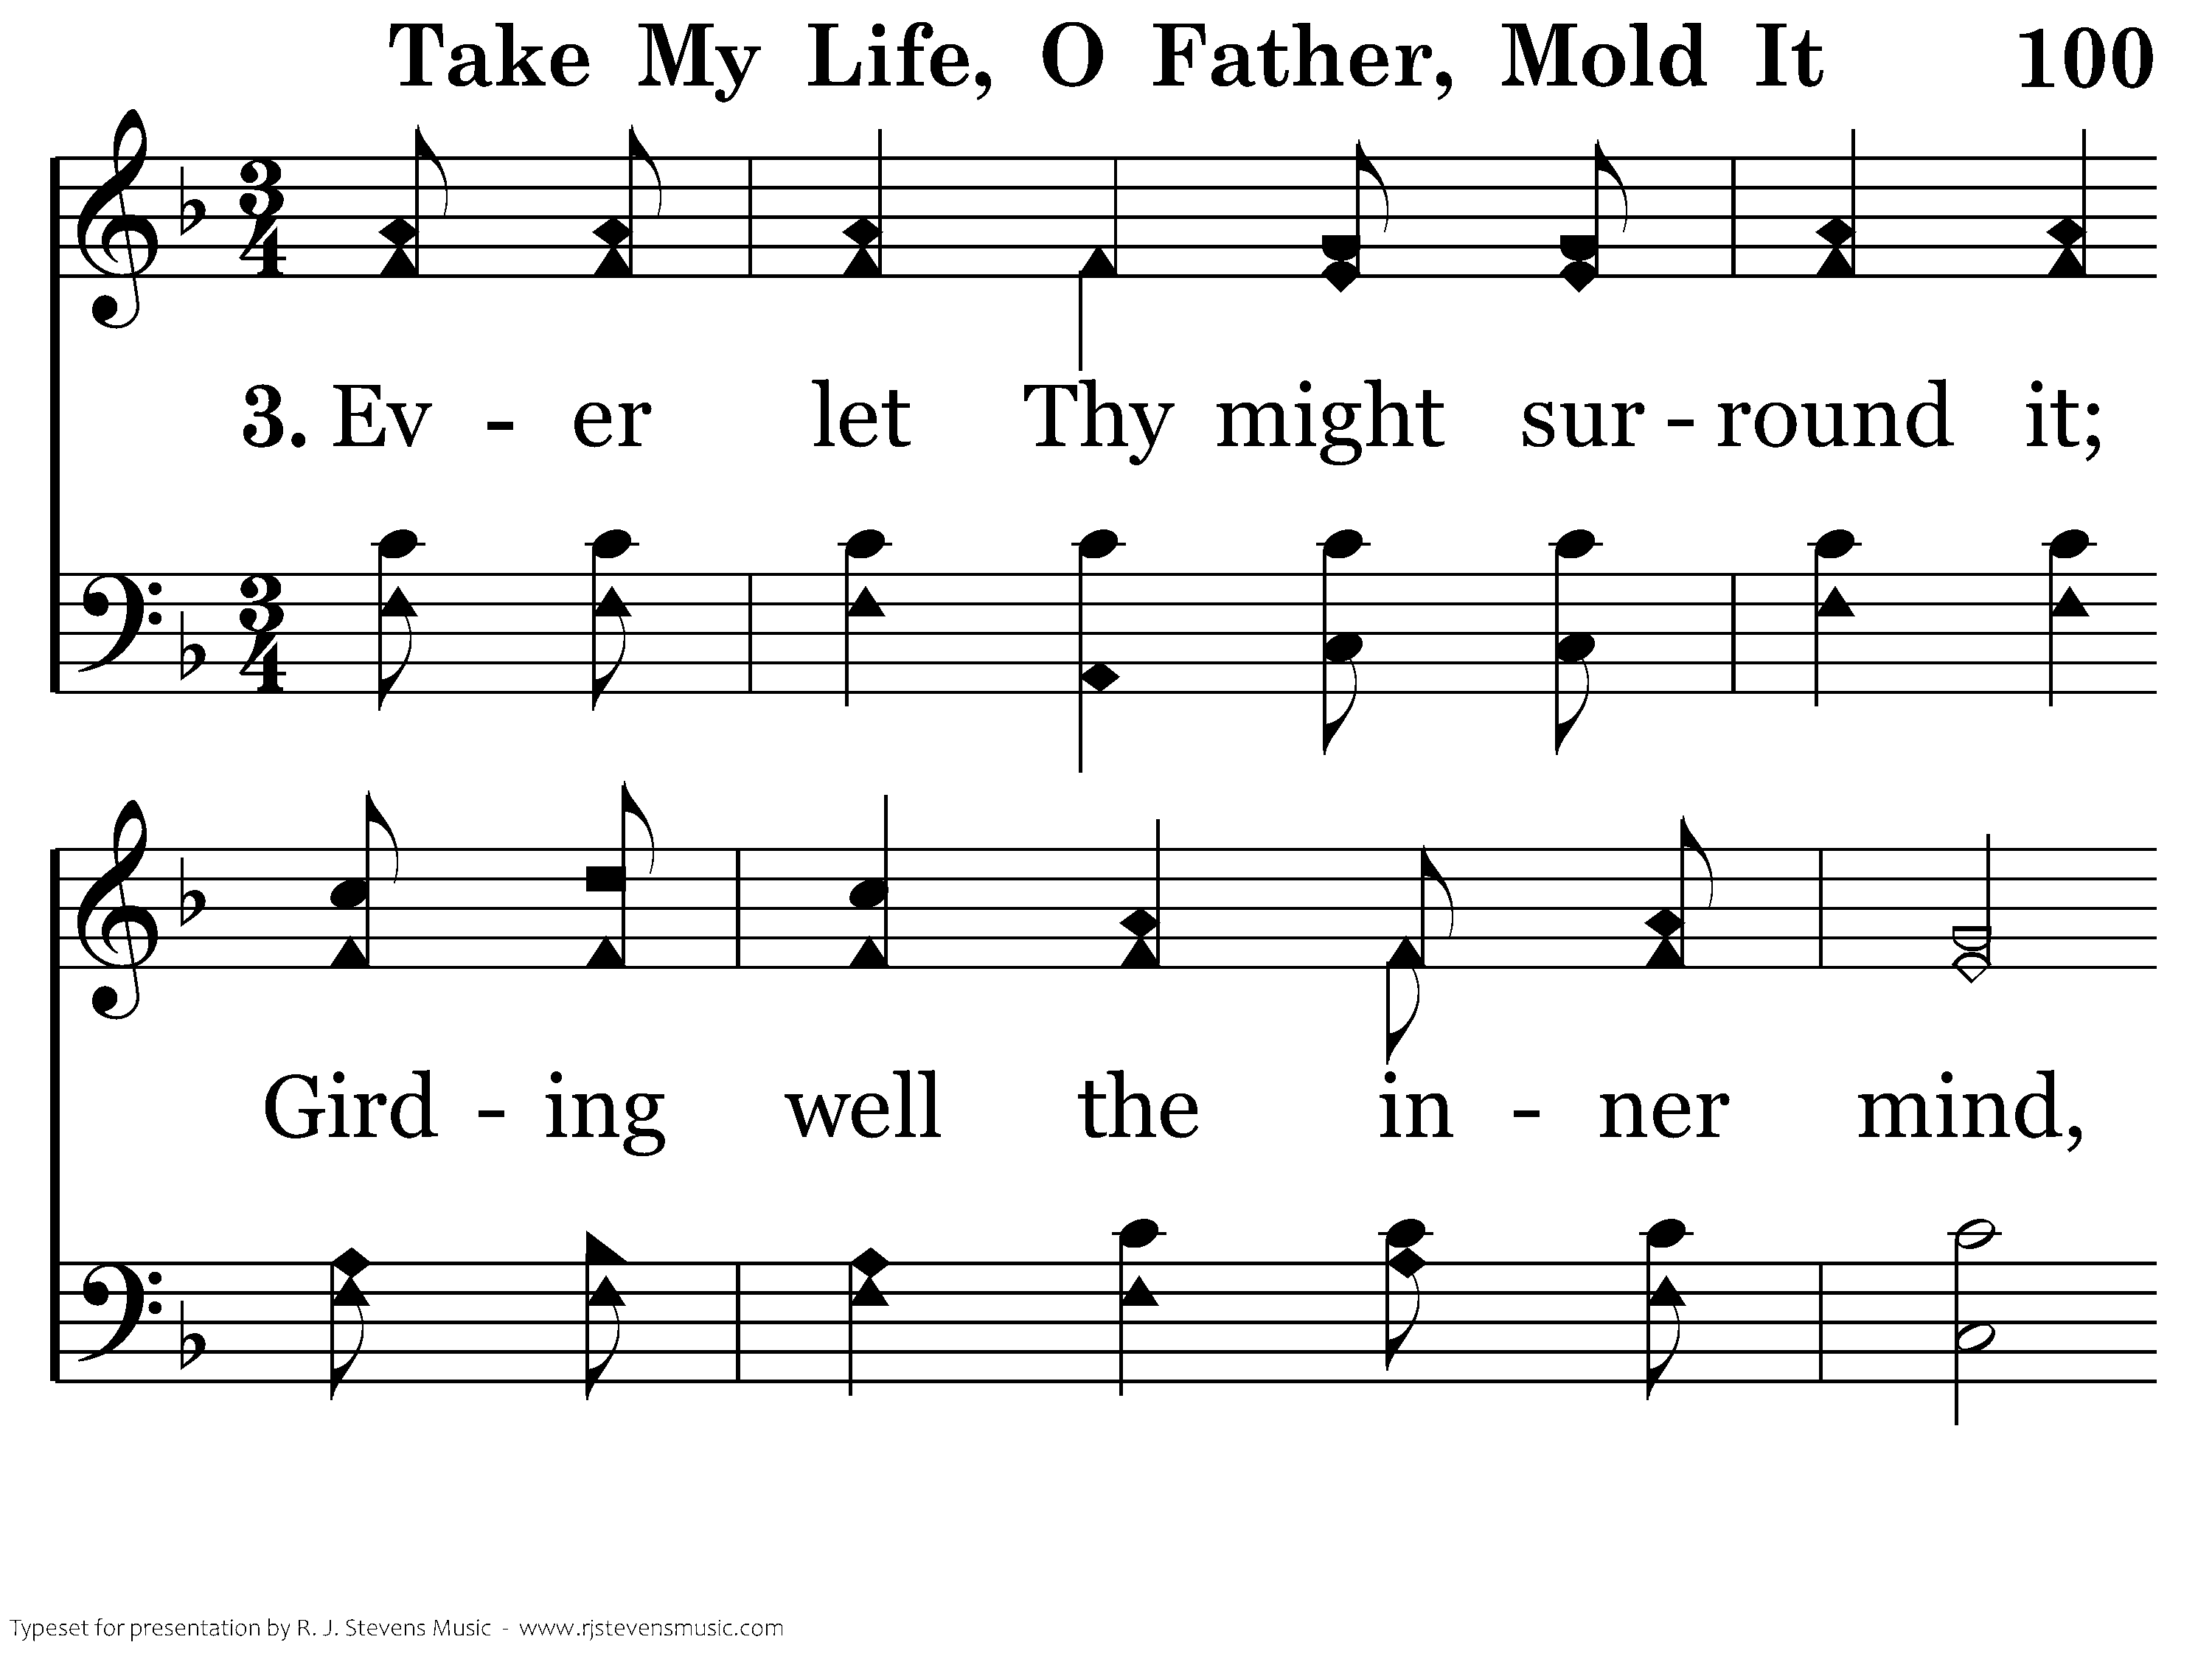 Take My Life, O Father, Mold It 100
3. Ev - er let Thy might sur - round it;
Gird - ing well the in - ner mind,
Typeset for presentation by R. J. Stevens Music - www.rjstevensmusic.com